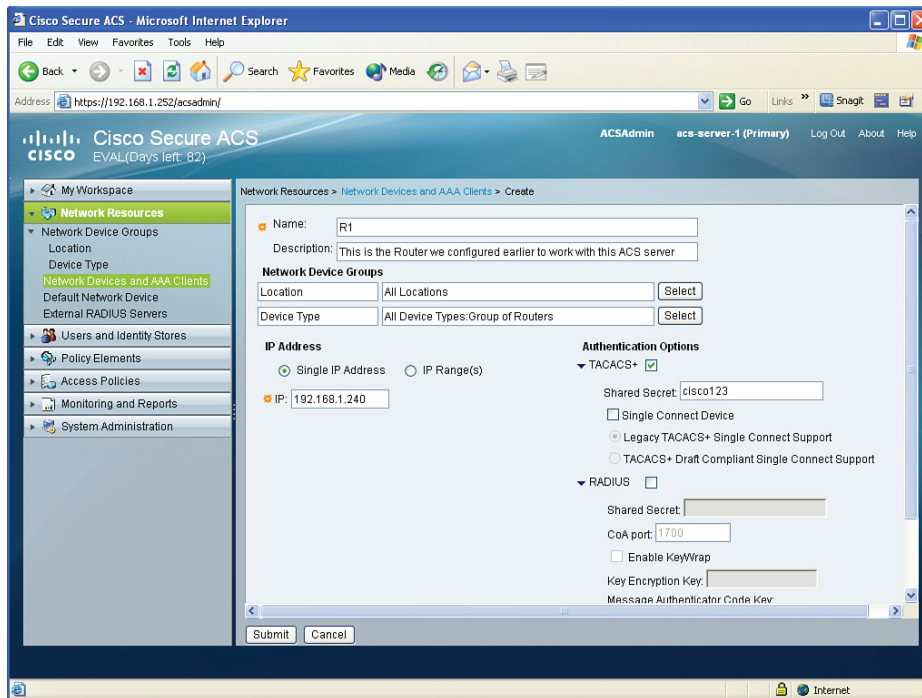 Cisco Secure ACS - Microsoft Internet Explorer
File Edit View Favorites Tools Help
Back Search Favorites Media
Address https://192.168.1.252/acsadmin/ Go Links » Snagit
CISCO
Cisco Secure ACS
EVAL(Days left: 82)
ACSAdmin acs-server-1 (Primary) Log Out About Help
My Workspace
Network Resources
Network Device Groups
Location
Device Type
Network Devices and AAA Clients
Default Network Device
External RADIUS Servers
Users and Identity Stores
Policy Elements
Access Policies
Monitoring and Reports
System Administration
Network Resources > Network Devices and AAA Clients > Create
Name: R1
Description: This is the Router we configured earlier to work with this ACS server
Network Device Groups
Location All Locations Select
Device Type All Device Types:Group of Routers Select
IP Address
Single IP Address IP Range(s)
IP: 192.168.1.240
Authentication Options
TACACS+
Shared Secret: cisco123
Single Connect Device
Legacy TACACS+ Single Connect Support
TACACS+ Draft Compliant Single Connect Support
RADIUS
Shared Secret:
CoA port: 1700
Enable KeyWrap
Key Encryption Key:
Message Authenticator Code Key:
Submit Cancel
Internet